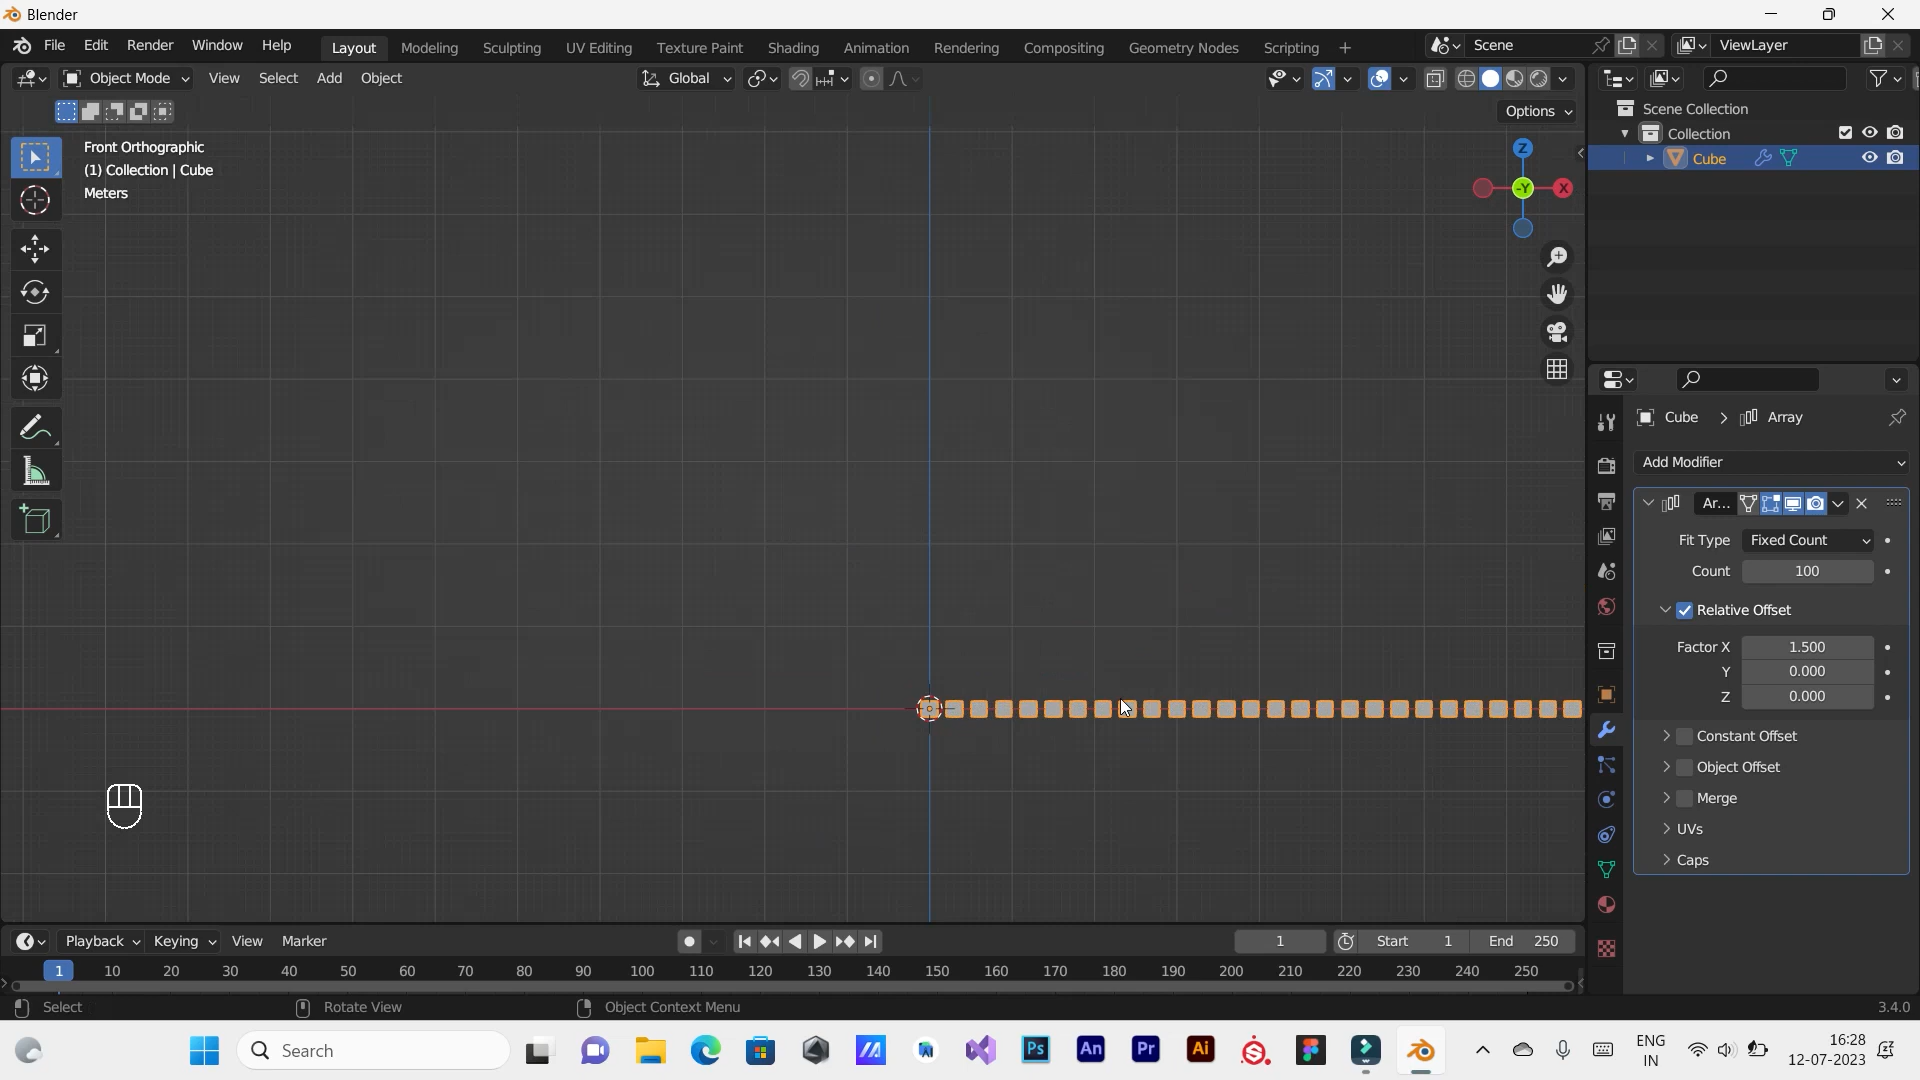 Blender
File Edit Render Window Help Layout Modeling Sculpting UV Editing Texture Paint Shading Animation Rendering Compositing Geometry Nodes Scripting + Scene ViewLayer
Object Mode View Select Add Object Global
Options
Front Orthographic
(1) Collection | Cube
Meters
Z
-Y
X
Scene Collection
Collection
Cube
Cube > Array
Add Modifier
Ar...
Fit Type Fixed Count
Count 100
Relative Offset
Factor X 1.500
Y 0.000
Z 0.000
Constant Offset
Object Offset
Merge
UVs
Caps
Playback Keying View Marker 1 Start 1 End 250
1 10 20 30 40 50 60 70 80 90 100 110 120 130 140 150 160 170 180 190 200 210 220 230 240 250
Select Rotate View Object Context Menu 3.4.0
Search Ps An Pr Ai ENG IN 16:28 12-07-2023